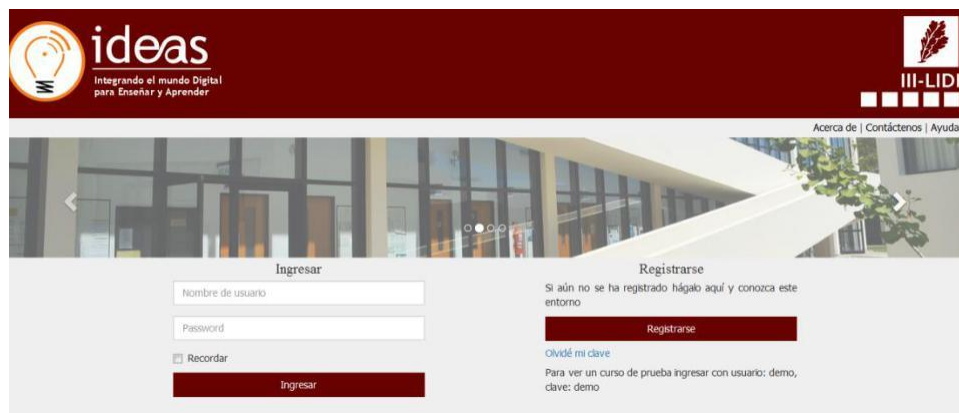 ideas
Integrando el mundo Digital
para Enseñar y Aprender
III-LIDI
Acerca de | Contáctenos | Ayuda
Ingresar
Nombre de usuario
Password
Recordar
Ingresar
Registrarse
Si aún no se ha registrado hágalo aquí y conozca este
entorno
Registrarse
Olvidé mi clave
Para ver un curso de prueba ingresar con usuario: demo,
clave: demo